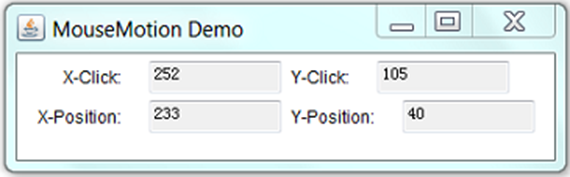 MouseMotion Demo
X-Click: 252 Y-Click: 105
X-Position: 233 Y-Position: 40